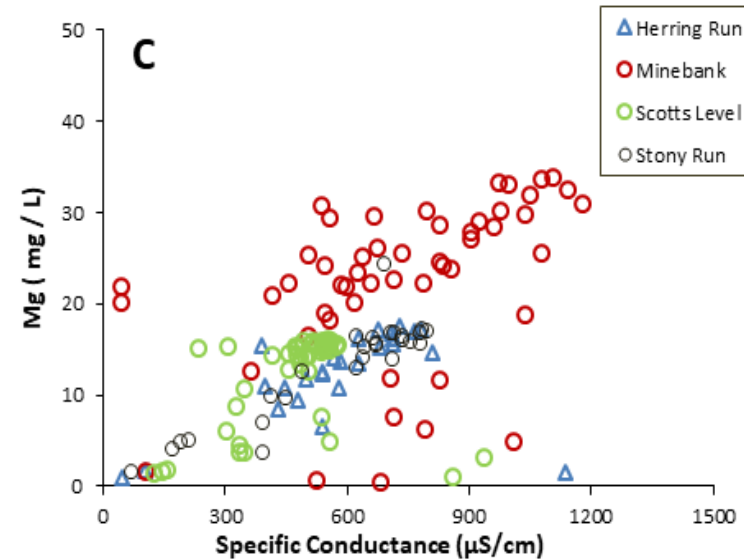 C
50
40
30
20
10
0
Mg ( mg / L)
0 300 600 900 1200 1500
Specific Conductance (µS/cm)
Herring Run
Minebank
Scotts Level
Stony Run